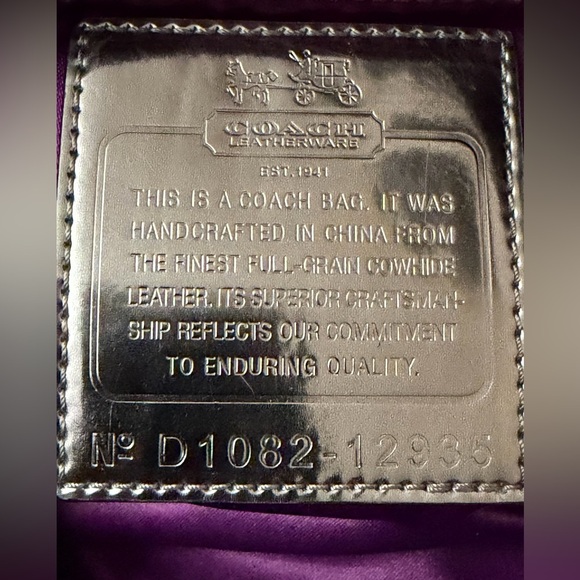 COACH
LEATHERWARE
EST. 1941
THIS IS A COACH BAG. IT WAS
HANDCRAFTED IN CHINA FROM
THE FINEST FULL-GRAIN COWHIDE
LEATHER. ITS SUPERIOR CRAFTSMAN-
SHIP REFLECTS OUR COMMITMENT
TO ENDURING QUALITY.
Nº D1082-12935